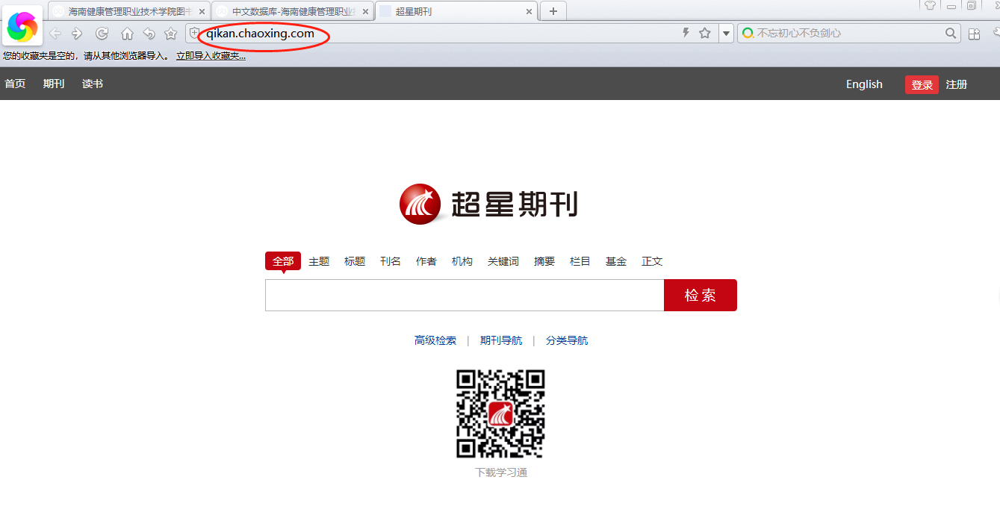 海南健康管理职业技术学院图书
中文数据库-海南健康管理职业
超星期刊
qikan.chaoxing.com
不忘初心不负剑心
您的收藏夹是空的，请从其他浏览器导入。 立即导入收藏夹...
首页 期刊 读书 English 登录 注册
超星期刊
全部 主题 标题 刊名 作者 机构 关键词 摘要 栏目 基金 正文
检索
高级检索 | 期刊导航 | 分类导航
下载学习通